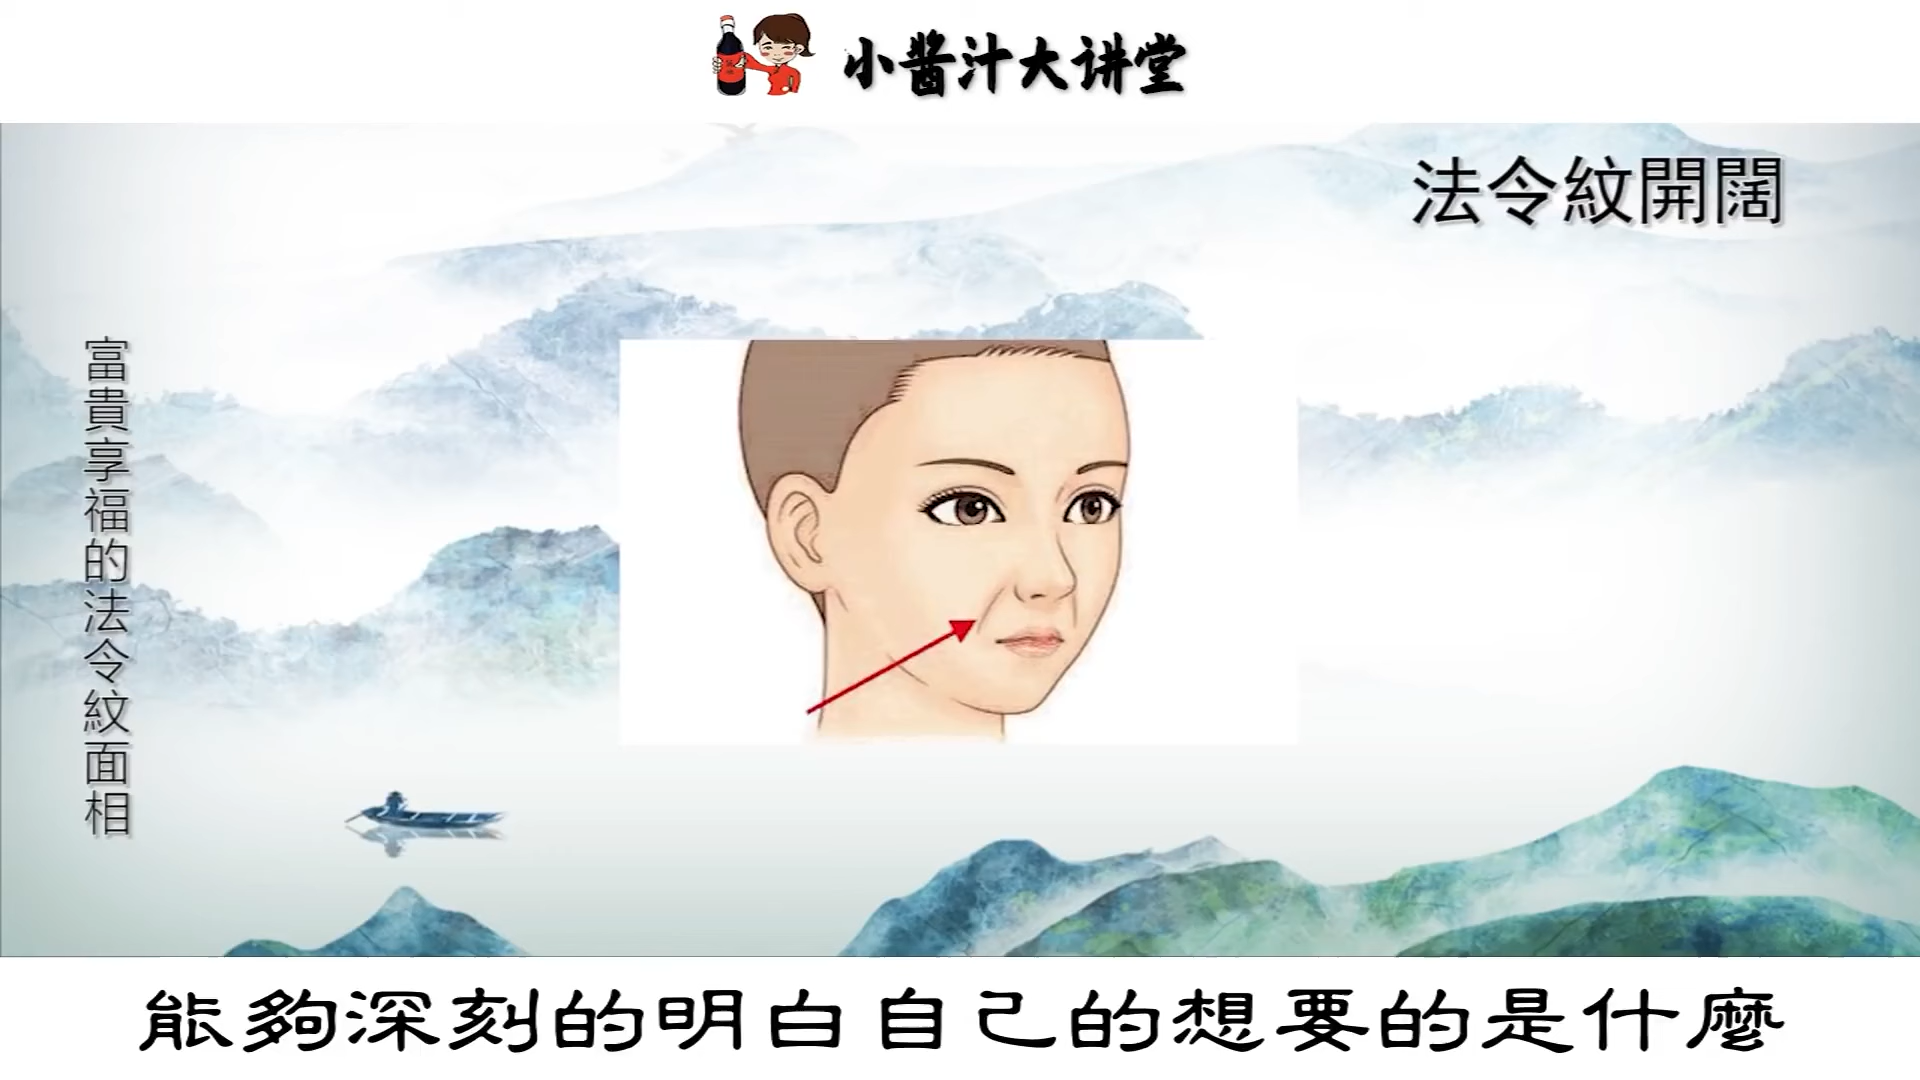 小酱汁大讲堂
法令紋開闊
富貴享福的法令紋面相
能夠深刻的明白自己的想要的是什麼